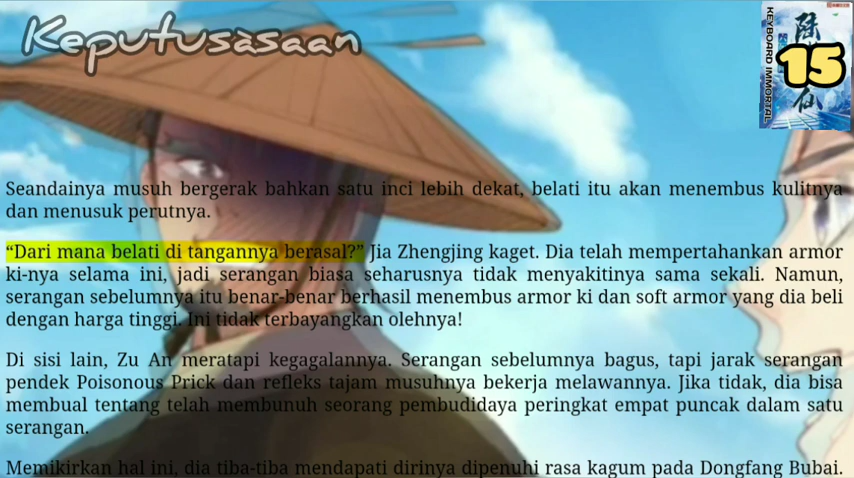 Keputusasaan
KEYBOARD IMMORTAL
15
Seandainya musuh bergerak bahkan satu inci lebih dekat, belati itu akan menembus kulitnya
dan menusuk perutnya.
“Dari mana belati di tangannya berasal?” Jia Zhengjing kaget. Dia telah mempertahankan armor
ki-nya selama ini, jadi serangan biasa seharusnya tidak menyakitinya sama sekali. Namun,
serangan sebelumnya itu benar-benar berhasil menembus armor ki dan soft armor yang dia beli
dengan harga tinggi. Ini tidak terbayangkan olehnya!
Di sisi lain, Zu An meratapi kegagalannya. Serangan sebelumnya bagus, tapi jarak serangan
pendek Poisonous Prick dan refleks tajam musuhnya bekerja melawannya. Jika tidak, dia bisa
membual tentang telah membunuh seorang pembudidaya peringkat empat puncak dalam satu
serangan.
Memikirkan hal ini, dia tiba-tiba mendapati dirinya dipenuhi rasa kagum pada Dongfang Bubai.